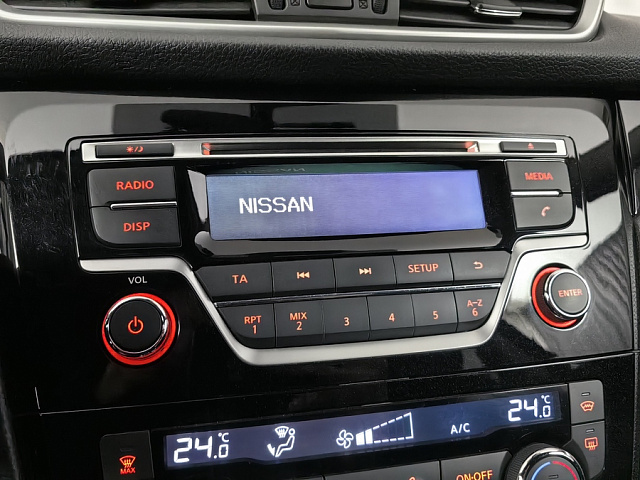 RADIO
MEDIA
DISP
NISSAN
VOL
TA
SETUP
ENTER
RPT
1
MIX
2
3
4
5
A–Z
6
24.0°C
A/C
24.0°C
MAX
ON·OFF